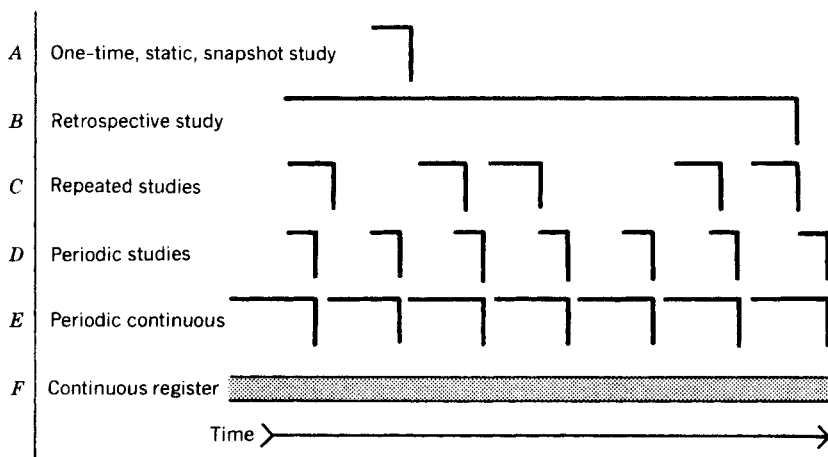 A One-time, static, snapshot study
B Retrospective study
C Repeated studies
D Periodic studies
E Periodic continuous
F Continuous register
Time